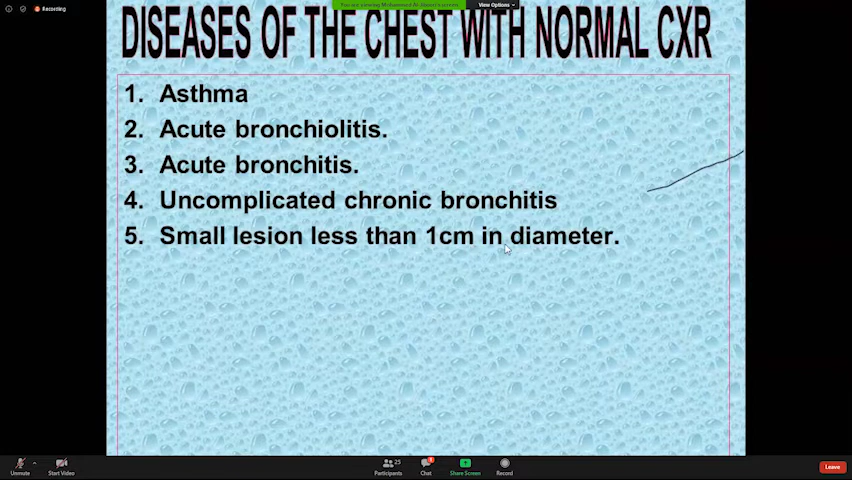 Recording
View Options
DISEASES OF THE CHEST WITH NORMAL CXR
1. Asthma
2. Acute bronchiolitis.
3. Acute bronchitis.
4. Uncomplicated chronic bronchitis
5. Small lesion less than 1cm in diameter.
Unmute
Start Video
25
Participants
Chat
Share Screen
Record
Leave